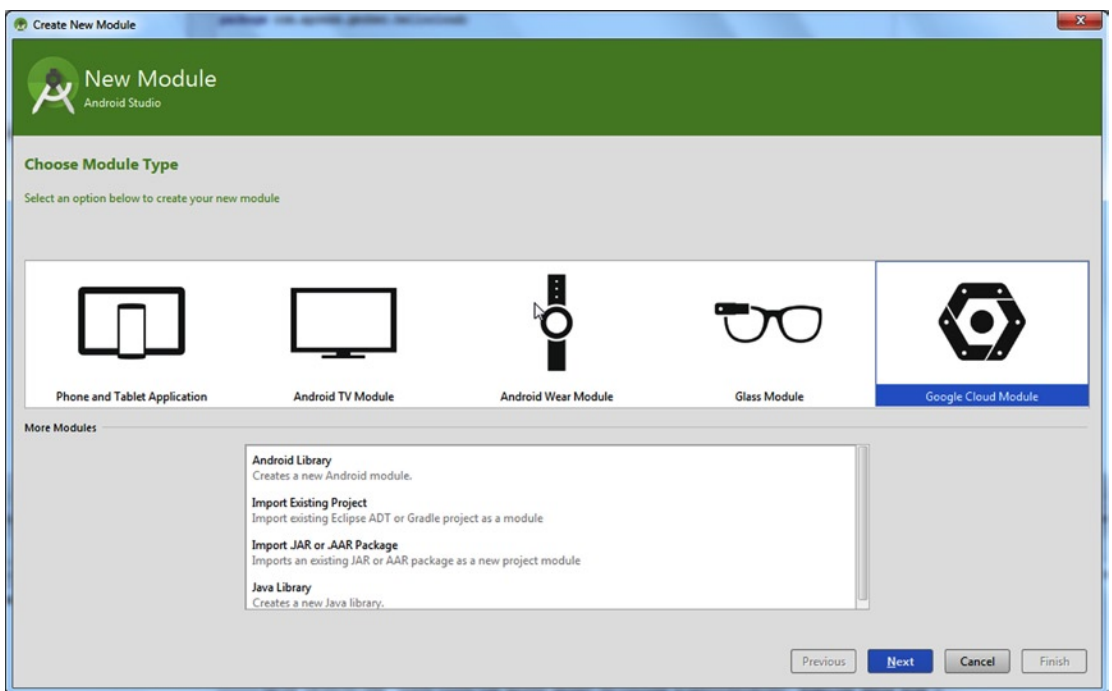 Create New Module
New Module
Android Studio
Choose Module Type
Select an option below to create your new module
Phone and Tablet Application
Android TV Module
Android Wear Module
Glass Module
Google Cloud Module
More Modules
Android Library
Creates a new Android module.
Import Existing Project
Import existing Eclipse ADT or Gradle project as a module
Import .JAR or .AAR Package
Imports an existing JAR or AAR package as a new project module
Java Library
Creates a new Java library.
Previous
Next
Cancel
Finish